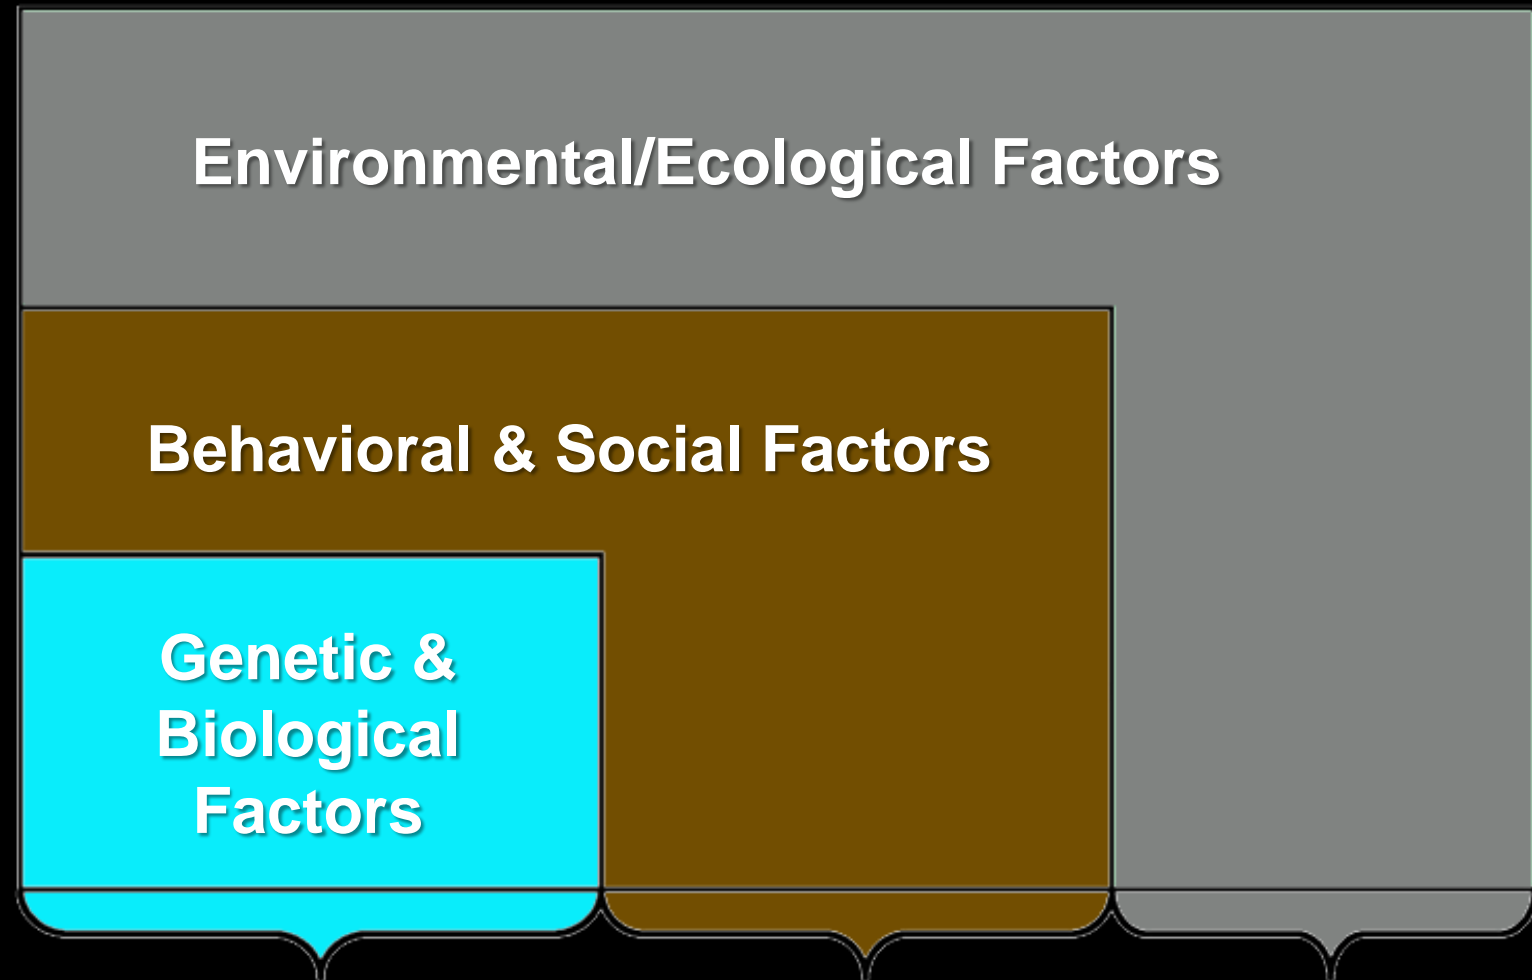 Environmental/Ecological Factors
Behavioral & Social Factors
Genetic &
Biological
Factors